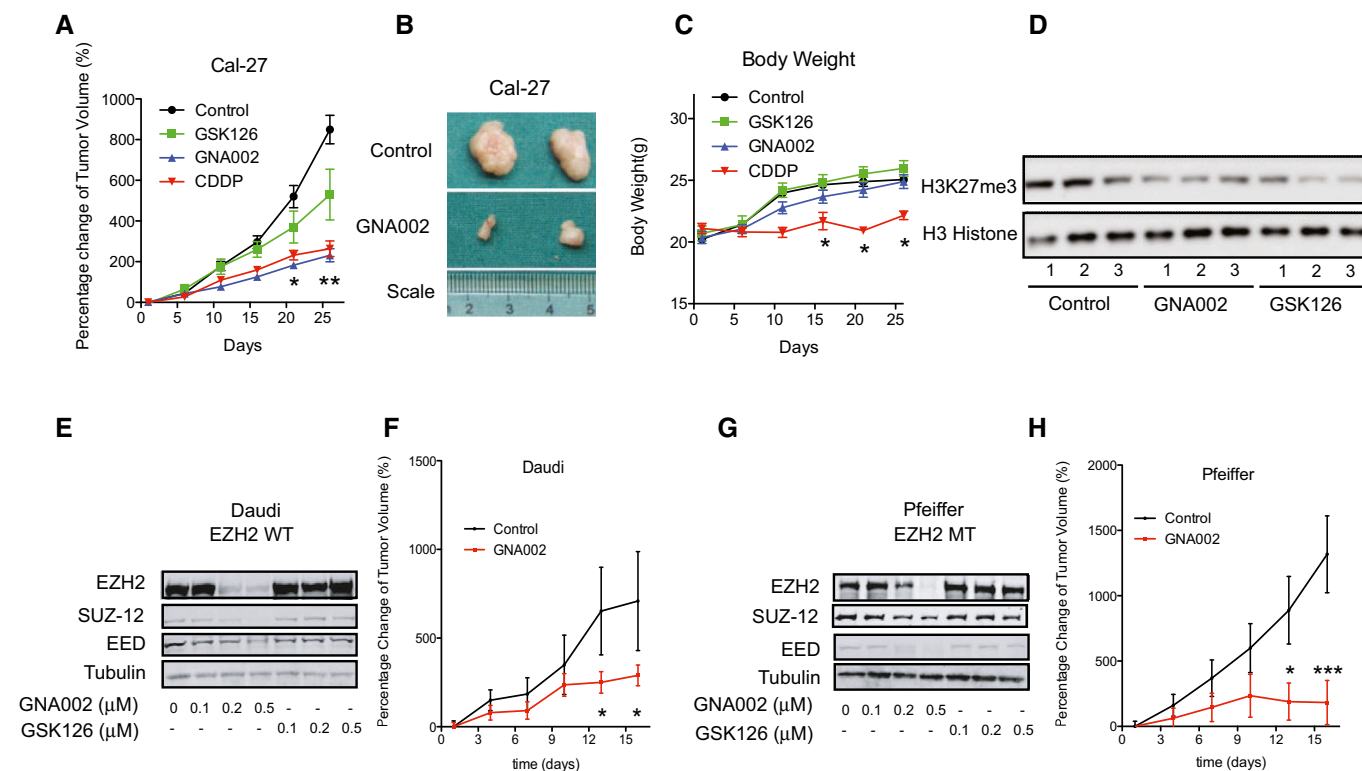 A
Cal-27
Percentage change of Tumor Volume (%)
1000
800
600
400
200
0
Control
GSK126
GNA002
CDDP
* **
0 5 10 15 20 25
Days
B
Cal-27
Control
GNA002
Scale
2 3 4 5
C
Body Weight
Body Weight(g)
30
25
20
15
Control
GSK126
GNA002
CDDP
* * *
0 5 10 15 20 25
Days
D
H3K27me3
H3 Histone
1 2 3 1 2 3 1 2 3
Control GNA002 GSK126
E
Daudi
EZH2 WT
EZH2
SUZ-12
EED
Tubulin
GNA002 (µM) 0 0.1 0.2 0.5 - - -
GSK126 (µM) - - - - 0.1 0.2 0.5
F
Daudi
Percentage Change of Tumor Volume (%)
1500
1000
500
0
Control
GNA002
* *
0 3 6 9 12 15
time (days)
G
Pfeiffer
EZH2 MT
EZH2
SUZ-12
EED
Tubulin
GNA002 (µM) 0 0.1 0.2 0.5 - - -
GSK126 (µM) - - - - 0.1 0.2 0.5
H
Pfeiffer
Percentage Change of Tumor Volume (%)
2000
1500
1000
500
0
Control
GNA002
* ***
0 3 6 9 12 15
time (days)